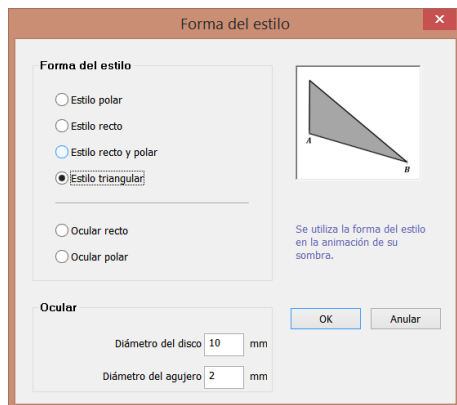 Forma del estilo
Forma del estilo
Estilo polar
Estilo recto
Estilo recto y polar
Estilo triangular
Ocular recto
Ocular polar
A
B
Se utiliza la forma del estilo
en la animación de su
sombra.
Ocular
Diámetro del disco 10 mm
Diámetro del agujero 2 mm
OK
Anular